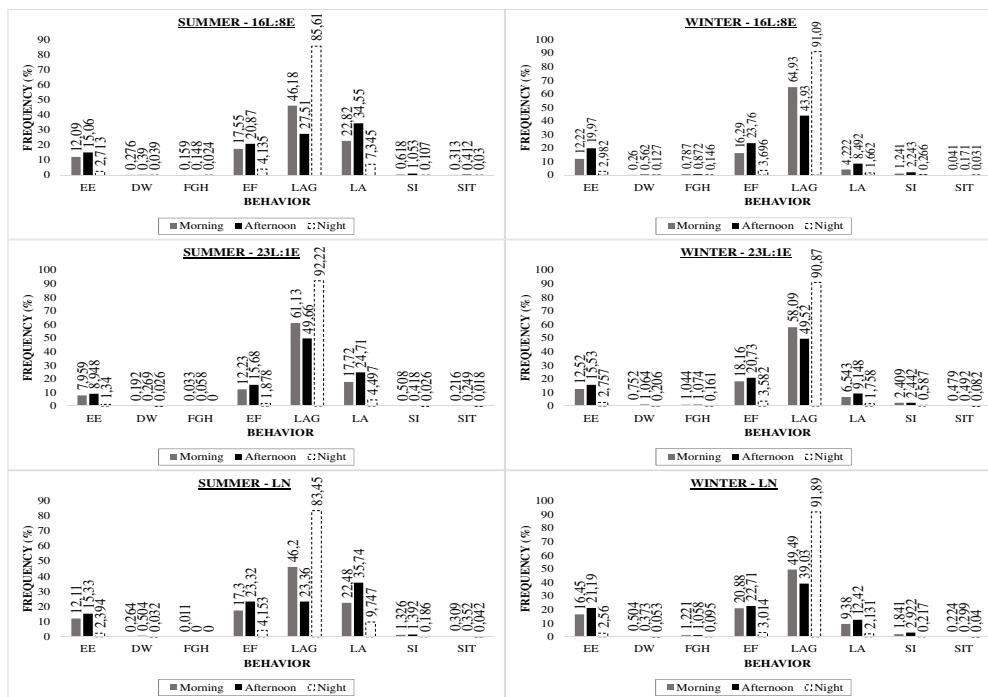 SUMMER - 16L:8E
FREQUENCY (%)
90
80
70
60
50
40
30
20
10
0
12,09 15,06 2,713
0,276 0,39 0,039
0,159 0,148 0,024
17,55 20,87 4,135
46,18 27,51 85,61
22,82 34,55 7,345
0,618 1,053 0,107
0,313 0,412 0,03
EE DW FGH EF LAG LA SI SIT
BEHAVIOR
Morning Afternoon Night
WINTER - 16L:8E
FREQUENCY (%)
90
80
70
60
50
40
30
20
10
0
12,22 19,97 2,982
0,26 0,562 0,127
0,787 0,872 0,146
16,29 23,76 3,696
64,93 43,93 91,09
4,222 8,492 1,662
1,241 2,243 0,266
0,041 0,171 0,031
EE DW FGH EF LAG LA SI SIT
BEHAVIOR
Morning Afternoon Night
SUMMER - 23L:1E
FREQUENCY (%)
100
90
80
70
60
50
40
30
20
10
0
7,959 8,948 1,34
0,192 0,269 0,026
0,033 0,058 0
12,23 15,68 1,878
61,13 49,66 92,22
17,72 24,71 4,497
0,508 0,418 0,026
0,216 0,249 0,018
EE DW FGH EF LAG LA SI SIT
BEHAVIOR
Morning Afternoon Night
WINTER - 23L:1E
FREQUENCY (%)
100
90
80
70
60
50
40
30
20
10
0
12,52 15,53 2,757
0,752 1,064 0,206
1,044 1,074 0,161
18,16 20,73 3,582
58,09 49,52 90,87
6,543 9,148 1,758
2,409 2,442 0,587
0,479 0,492 0,082
EE DW FGH EF LAG LA SI SIT
BEHAVIOR
Morning Afternoon Night
SUMMER - LN
FREQUENCY (%)
90
80
70
60
50
40
30
20
10
0
12,11 15,33 2,394
0,264 0,504 0,032
0,011 0 0
17,3 23,32 4,153
46,2 23,36 83,45
22,48 35,74 9,747
1,326 1,392 0,186
0,309 0,352 0,042
EE DW FGH EF LAG LA SI SIT
BEHAVIOR
Morning Afternoon Night
WINTER - LN
FREQUENCY (%)
100
90
80
70
60
50
40
30
20
10
0
16,45 21,19 2,56
0,504 0,373 0,053
1,221 1,058 0,095
20,88 22,71 3,014
49,49 39,03 91,89
9,38 12,42 2,131
1,841 2,922 0,217
0,224 0,299 0,04
EE DW FGH EF LAG LA SI SIT
BEHAVIOR
Morning Afternoon Night